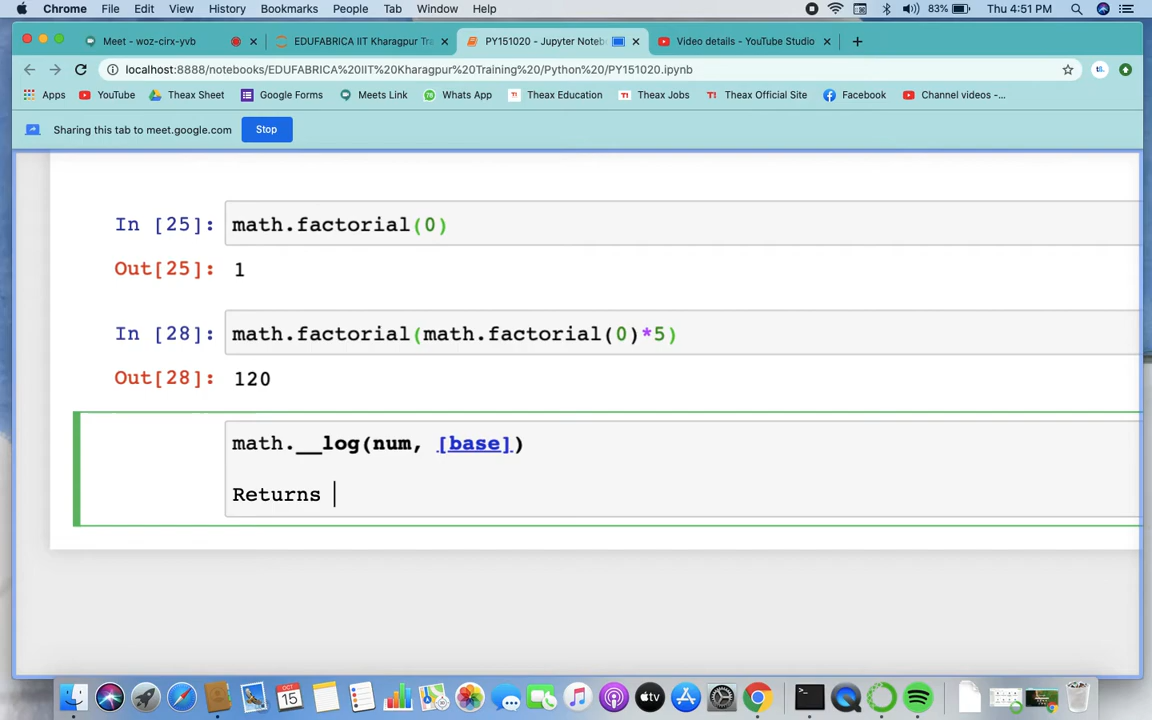 Chrome File Edit View History Bookmarks People Tab Window Help 83% Thu 4:51 PM
Meet - woz-cirx-yvb EDUFABRICA IIT Kharagpur Tra PY151020 - Jupyter Noteb Video details - YouTube Studio
localhost:8888/notebooks/EDUFABRICA%20IIT%20Kharagpur%20Training%20/Python%20/PY151020.ipynb
Apps YouTube Theax Sheet Google Forms Meets Link Whats App Theax Education Theax Jobs Theax Official Site Facebook Channel videos -...
Sharing this tab to meet.google.com Stop
In [25]: math.factorial(0)
Out[25]: 1
In [28]: math.factorial(math.factorial(0)*5)
Out[28]: 120
math.__log(num, [base])
Returns
OCT
15